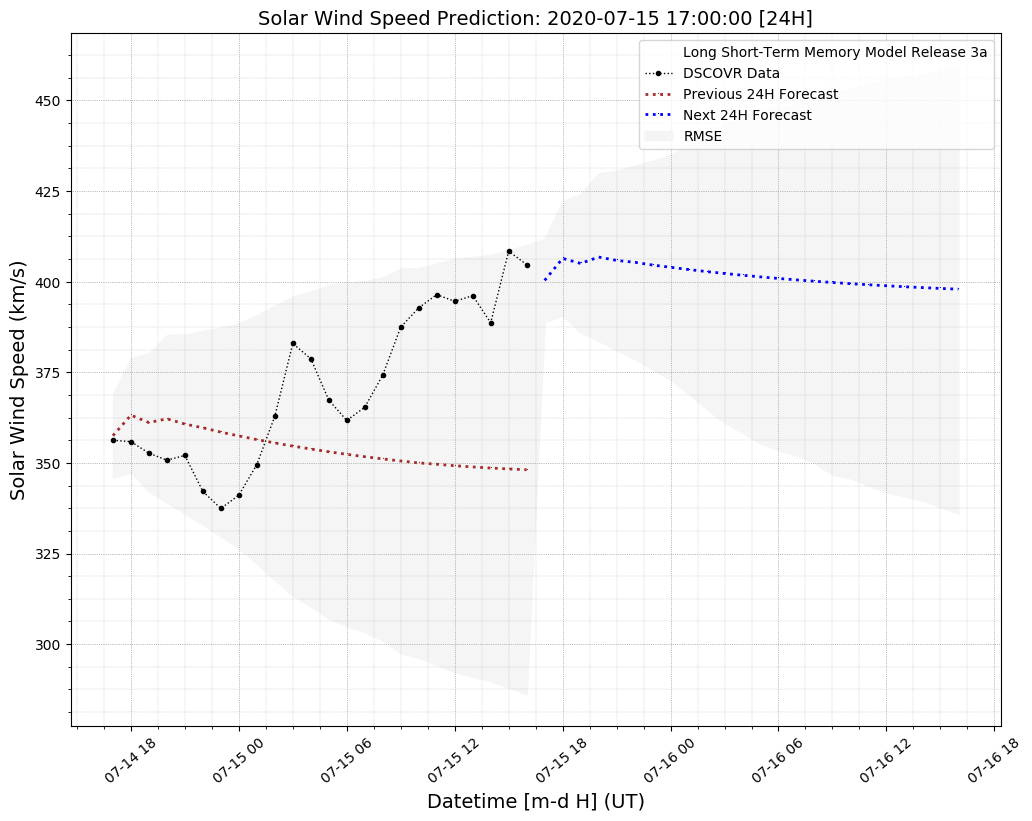 Solar Wind Speed Prediction: 2020-07-15 17:00:00 [24H]
Long Short-Term Memory Model Release 3a
DSCOVR Data
Previous 24H Forecast
Next 24H Forecast
RMSE
Solar Wind Speed (km/s)
450
425
400
375
350
325
300
07-14 18
07-15 00
07-15 06
07-15 12
07-15 18
07-16 00
07-16 06
07-16 12
07-16 18
Datetime [m-d H] (UT)